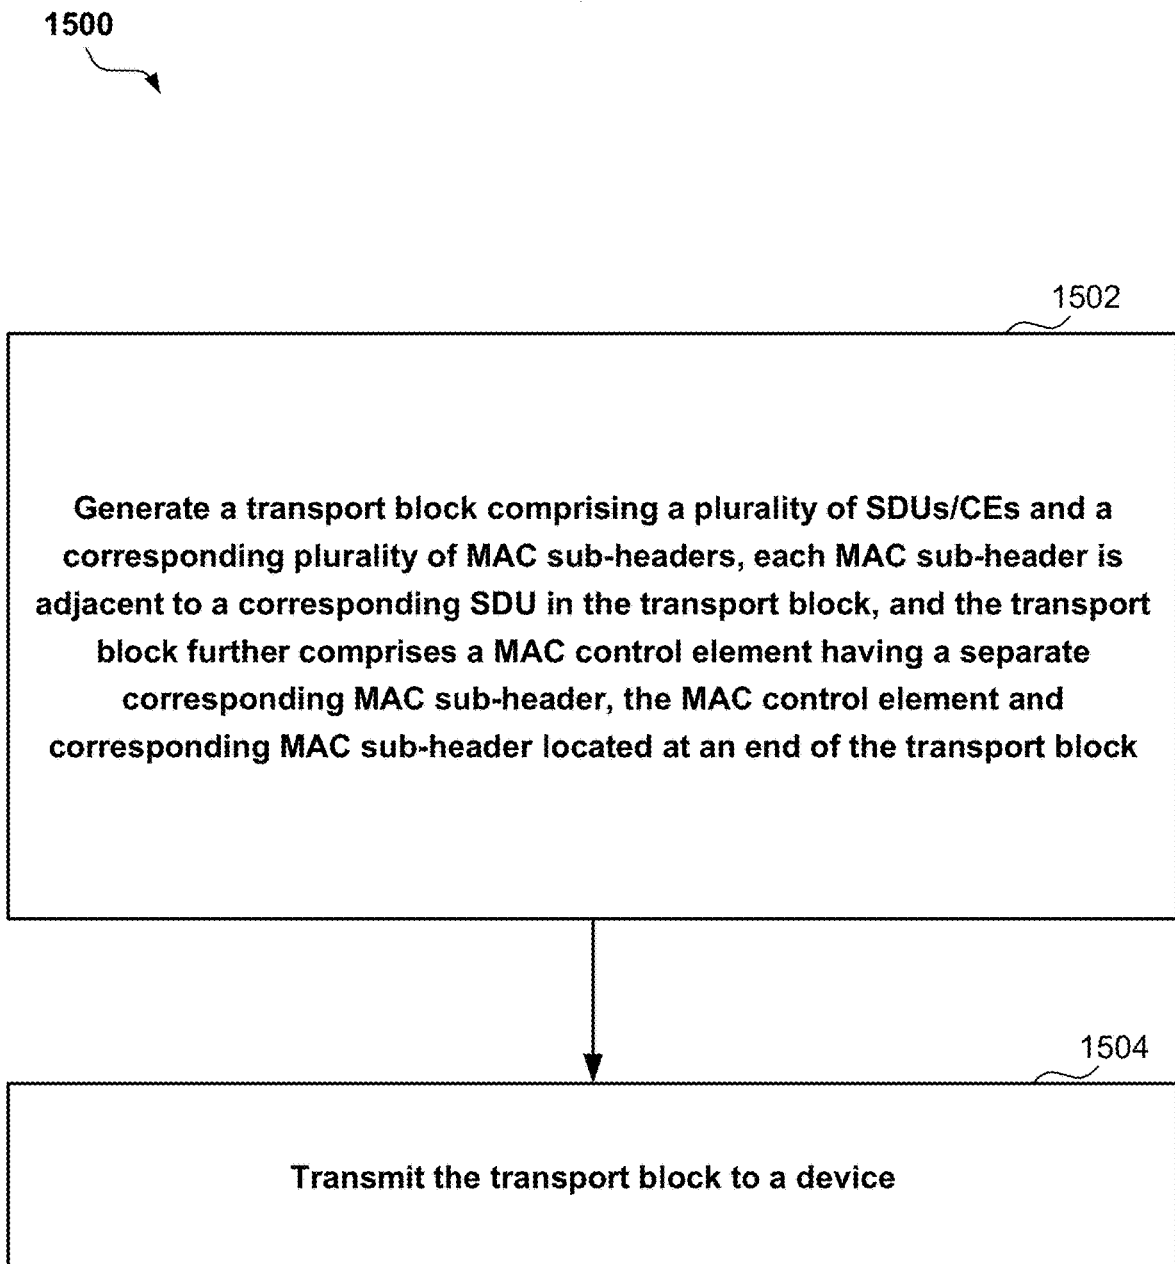 1500
1502
Generate a transport block comprising a plurality of SDUs/CEs and a
corresponding plurality of MAC sub-headers, each MAC sub-header is
adjacent to a corresponding SDU in the transport block, and the transport
block further comprises a MAC control element having a separate
corresponding MAC sub-header, the MAC control element and
corresponding MAC sub-header located at an end of the transport block
1504
Transmit the transport block to a device